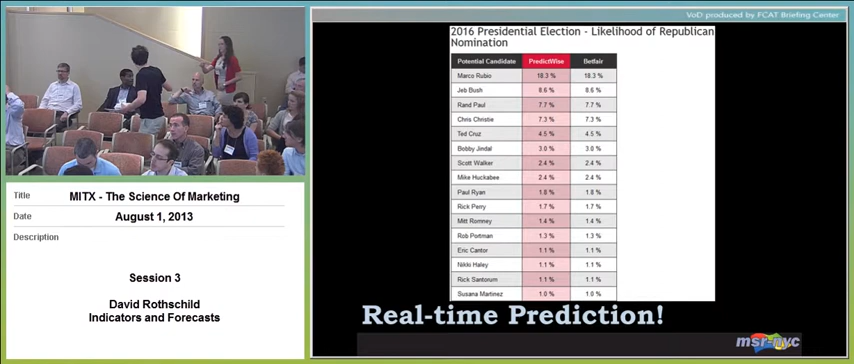 VoD produced by FCAT Briefing Center
2016 Presidential Election - Likelihood of Republican
Nomination
Potential Candidate PredictWise Betfair
Marco Rubio 18.3 % 18.3 %
Jeb Bush 8.6 % 8.6 %
Rand Paul 7.7 % 7.7 %
Chris Christie 7.3 % 7.3 %
Ted Cruz 4.5 % 4.5 %
Bobby Jindal 3.0 % 3.0 %
Scott Walker 2.4 % 2.4 %
Mike Huckabee 2.4 % 2.4 %
Paul Ryan 1.8 % 1.8 %
Rick Perry 1.7 % 1.7 %
Mitt Romney 1.4 % 1.4 %
Rob Portman 1.3 % 1.3 %
Eric Cantor 1.1 % 1.1 %
Nikki Haley 1.1 % 1.1 %
Rick Santorum 1.1 % 1.1 %
Susana Martinez 1.0 % 1.0 %
Real-time Prediction!
msr-nyc
Title MITX - The Science Of Marketing
Date August 1, 2013
Description
Session 3
David Rothschild
Indicators and Forecasts